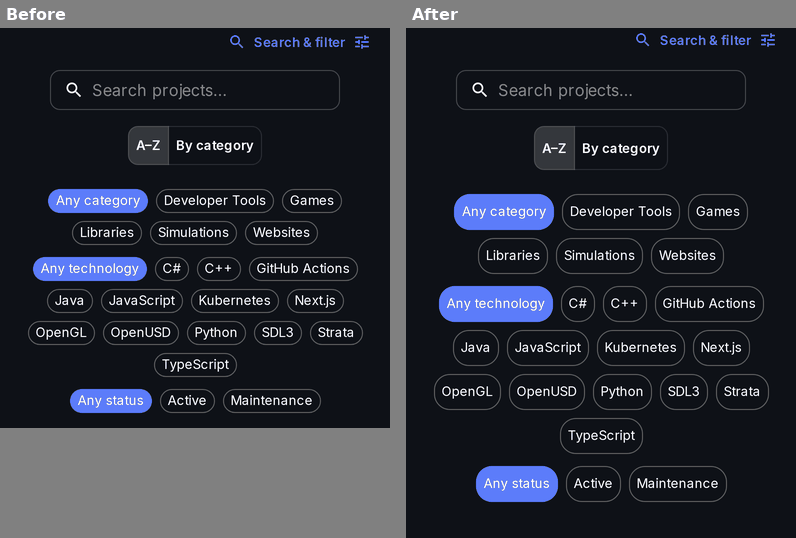 Before
Search & filter
Search projects...
A–Z By category
Any category Developer Tools Games
Libraries Simulations Websites
Any technology C# C++ GitHub Actions
Java JavaScript Kubernetes Next.js
OpenGL OpenUSD Python SDL3 Strata
TypeScript
Any status Active Maintenance
After
Search & filter
Search projects...
A–Z By category
Any category Developer Tools Games
Libraries Simulations Websites
Any technology C# C++ GitHub Actions
Java JavaScript Kubernetes Next.js
OpenGL OpenUSD Python SDL3 Strata
TypeScript
Any status Active Maintenance